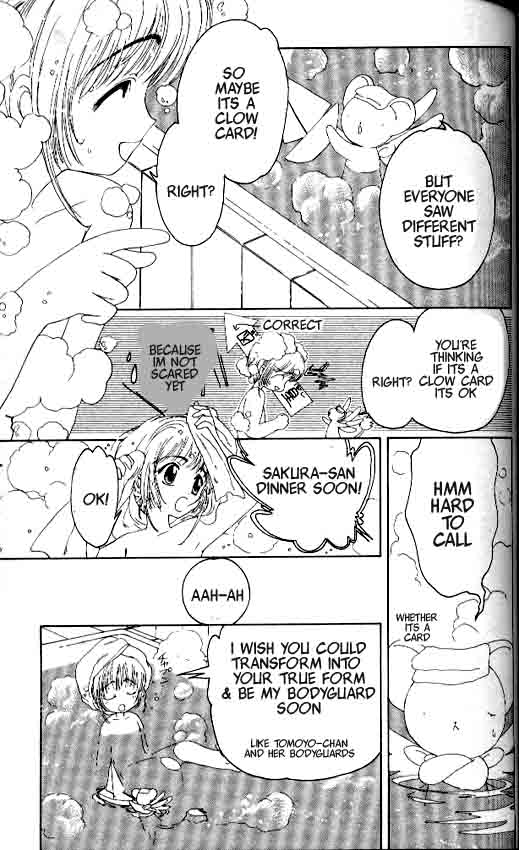 BUT
EVERYONE
SAW
DIFFERENT
STUFF?
SO
MAYBE
ITS A
CLOW
CARD!
RIGHT?
YOU'RE
THINKING
IF ITS A
CLOW CARD
ITS OK
RIGHT?
CORRECT
BECAUSE
IM NOT
SCARED
YET
HMM
HARD
TO
CALL
WHETHER
ITS A
CARD
SAKURA-SAN
DINNER SOON!
OK!
AAH-AH
I WISH YOU COULD
TRANSFORM INTO
YOUR TRUE FORM
& BE MY BODYGUARD
SOON
LIKE TOMOYO-CHAN
AND HER BODYGUARDS